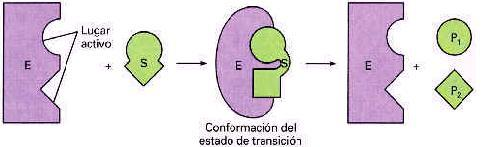 Lugar
activo
E
+
S
E
S
E
+
P1
P2
Conformación del
estado de transición